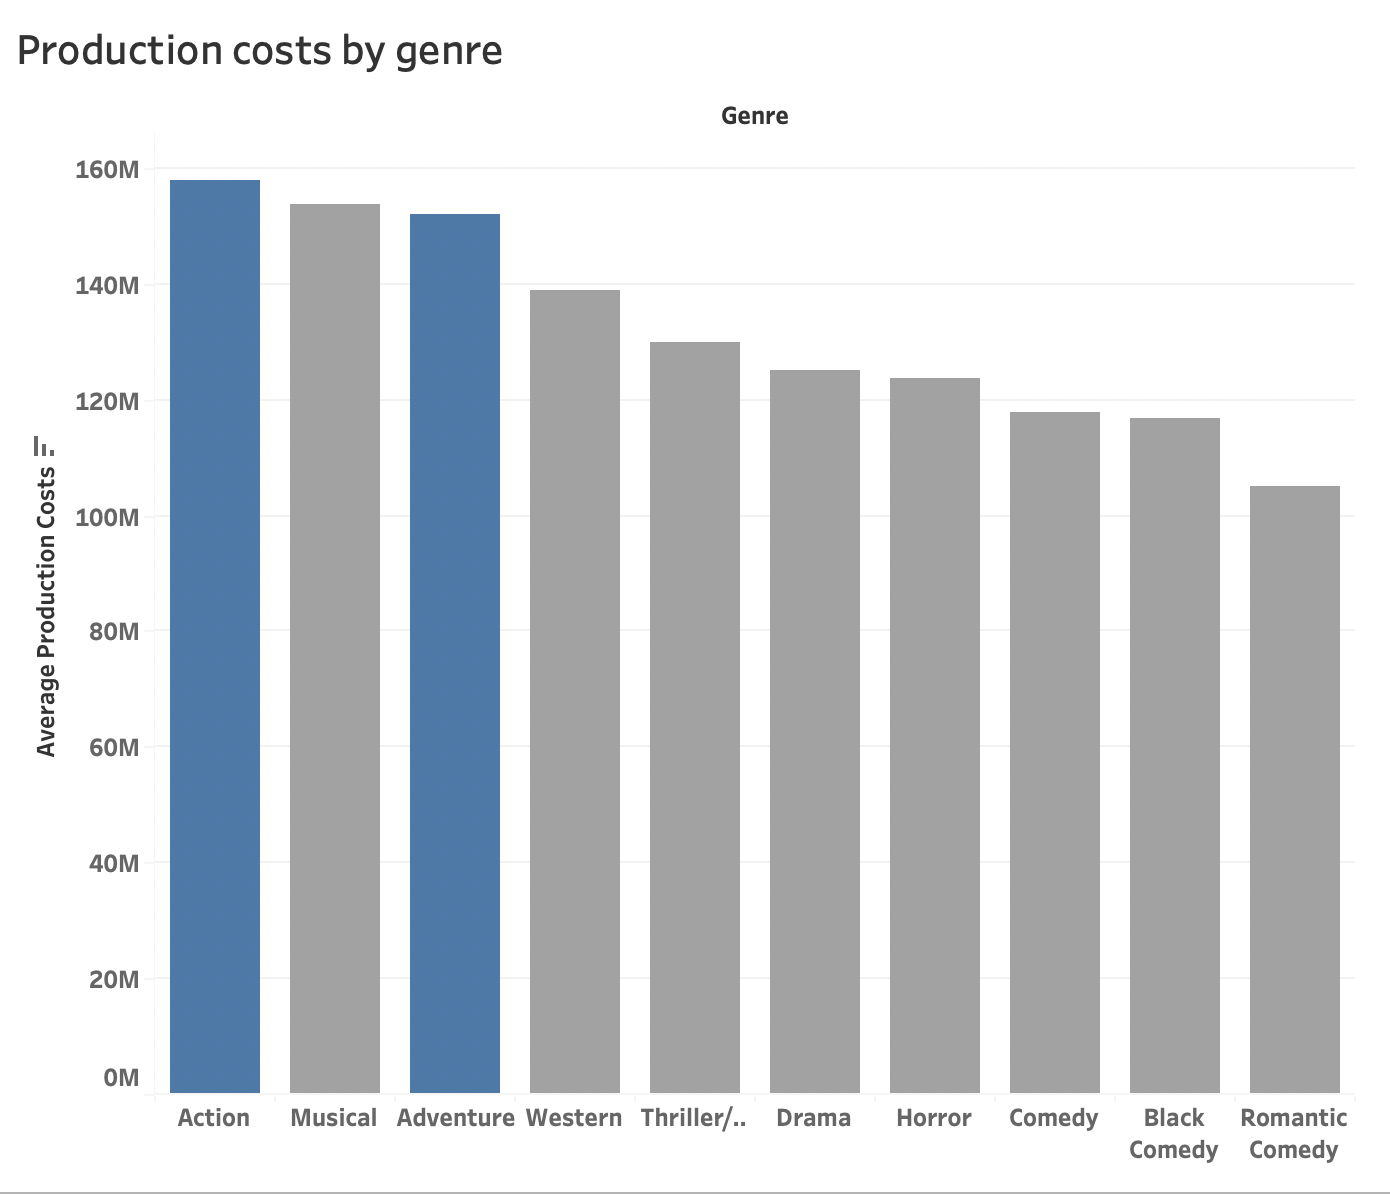 Production costs by genre
Genre
160M
140M
120M
100M
80M
60M
40M
20M
0M
Average Production Costs
Action Musical Adventure Western Thriller/.. Drama Horror Comedy Black Comedy Romantic Comedy